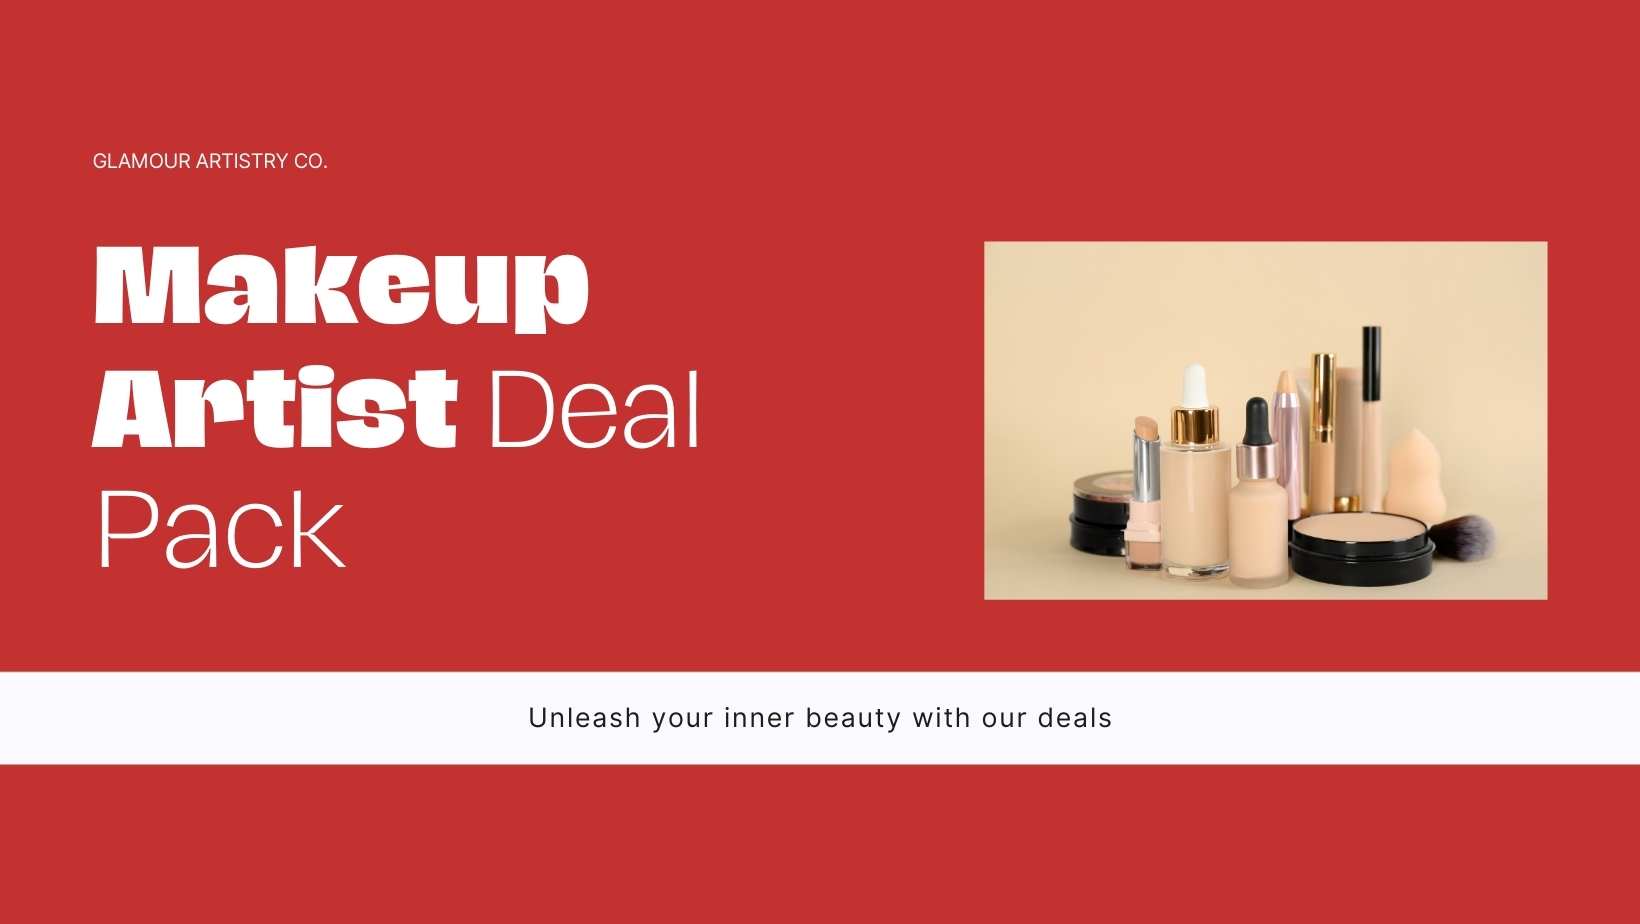 GLAMOUR ARTISTRY CO.
Makeup
Artist Deal
Pack
Unleash your inner beauty with our deals